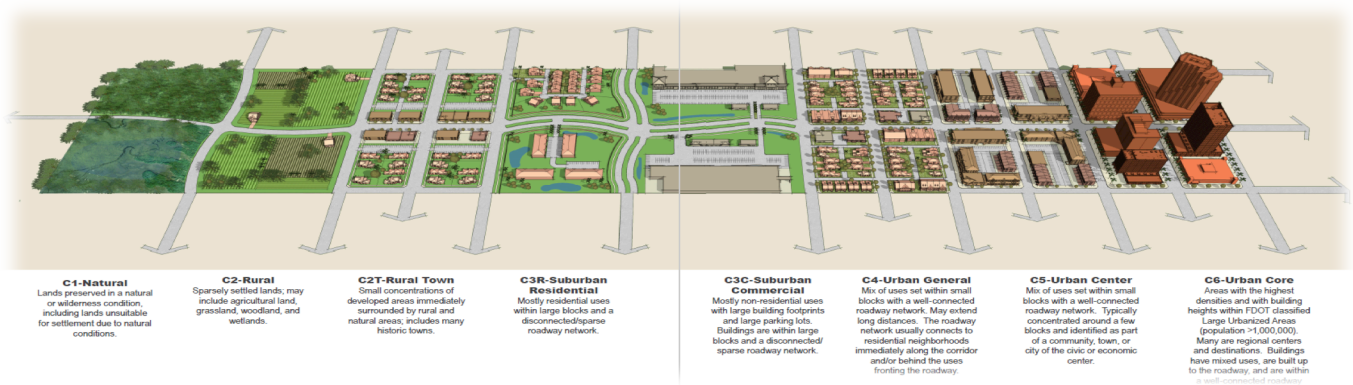 C1-Natural
Lands preserved in a natural
or wilderness condition,
including lands unsuitable
for settlement due to natural
conditions.
C2-Rural
Sparsely settled lands; may
include agricultural land,
grassland, woodland, and
wetlands.
C2T-Rural Town
Small concentrations of
developed areas immediately
surrounded by rural and
natural areas; includes many
historic towns.
C3R-Suburban
Residential
Mostly residential uses
within large blocks and a
disconnected/sparse
roadway network.
C3C-Suburban
Commercial
Mostly non-residential uses
with large building footprints
and large parking lots.
Buildings are within large
blocks and a disconnected/
sparse roadway network.
C4-Urban General
Mix of uses set within small
blocks with a well-connected
roadway network. May extend
long distances. The roadway
network usually connects to
residential neighborhoods
immediately along the corridor
and/or behind the uses
fronting the roadway.
C5-Urban Center
Mix of uses set within small
blocks with a well-connected
roadway network. Typically
concentrated around a few
blocks and identified as part
of a community, town, or
city of the civic or economic
center.
C6-Urban Core
Areas with the highest
densities and with building
heights within FDOT classified
Large Urbanized Areas
(population >1,000,000).
Many are regional centers
and destinations. Buildings
have mixed uses, are built up
to the roadway, and are within
a well-connected roadway